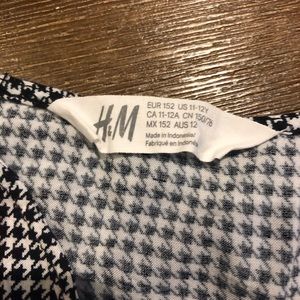 H&M
EUR 152 US 11-12Y
CA 11-12A CN 150/76
MX 152 AUS 12
Made in Indonesia/
Fabriqué en Indonésie